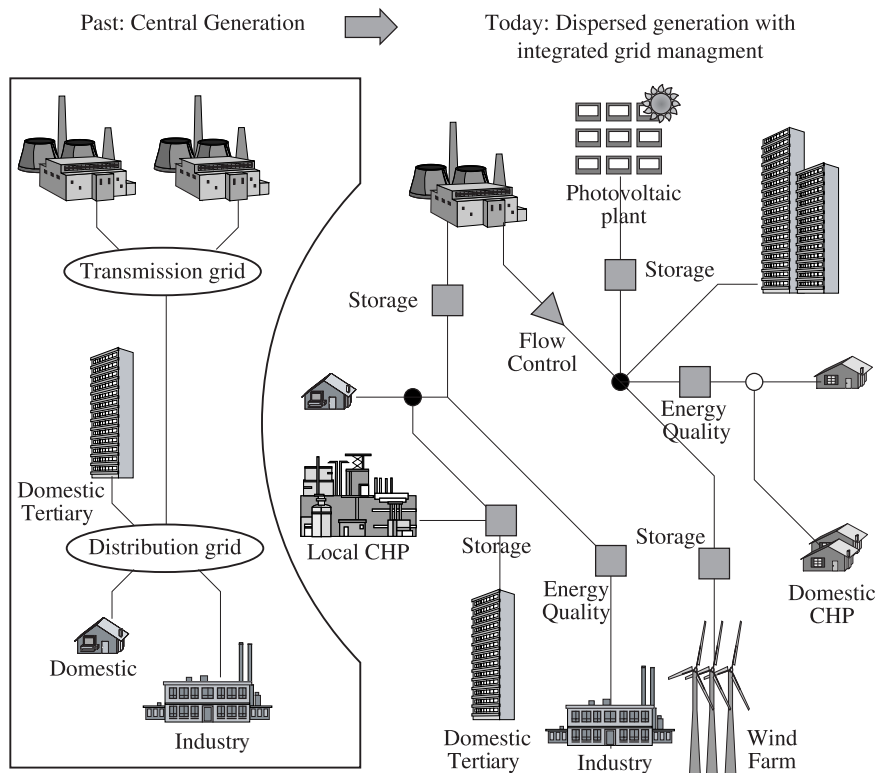 Past: Central Generation
Today: Dispersed generation with
integrated grid managment
Transmission grid
Domestic
Tertiary
Distribution grid
Domestic
Industry
Photovoltaic
plant
Storage
Storage
Flow
Control
Energy
Quality
Local CHP
Storage
Energy
Quality
Storage
Domestic
CHP
Domestic
Tertiary
Industry
Wind
Farm